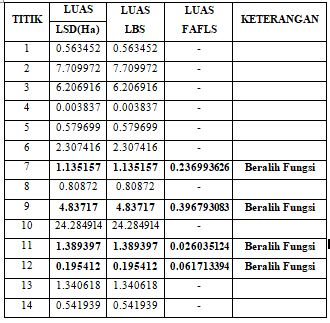 TITIK LUAS LSD(Ha) LUAS LBS LUAS FAFLS KETERANGAN
1 0.563452 0.563452 -
2 7.709972 7.709972 -
3 6.206916 6.206916 -
4 0.003837 0.003837 -
5 0.579699 0.579699 -
6 2.307416 2.307416 -
7 1.135157 1.135157 0.236993626 Beralih Fungsi
8 0.80872 0.80872 -
9 4.83717 4.83717 0.396793083 Beralih Fungsi
10 24.284914 24.284914 -
11 1.389397 1.389397 0.026035124 Beralih Fungsi
12 0.195412 0.195412 0.061713394 Beralih Fungsi
13 1.340618 1.340618 -
14 0.541939 0.541939 -